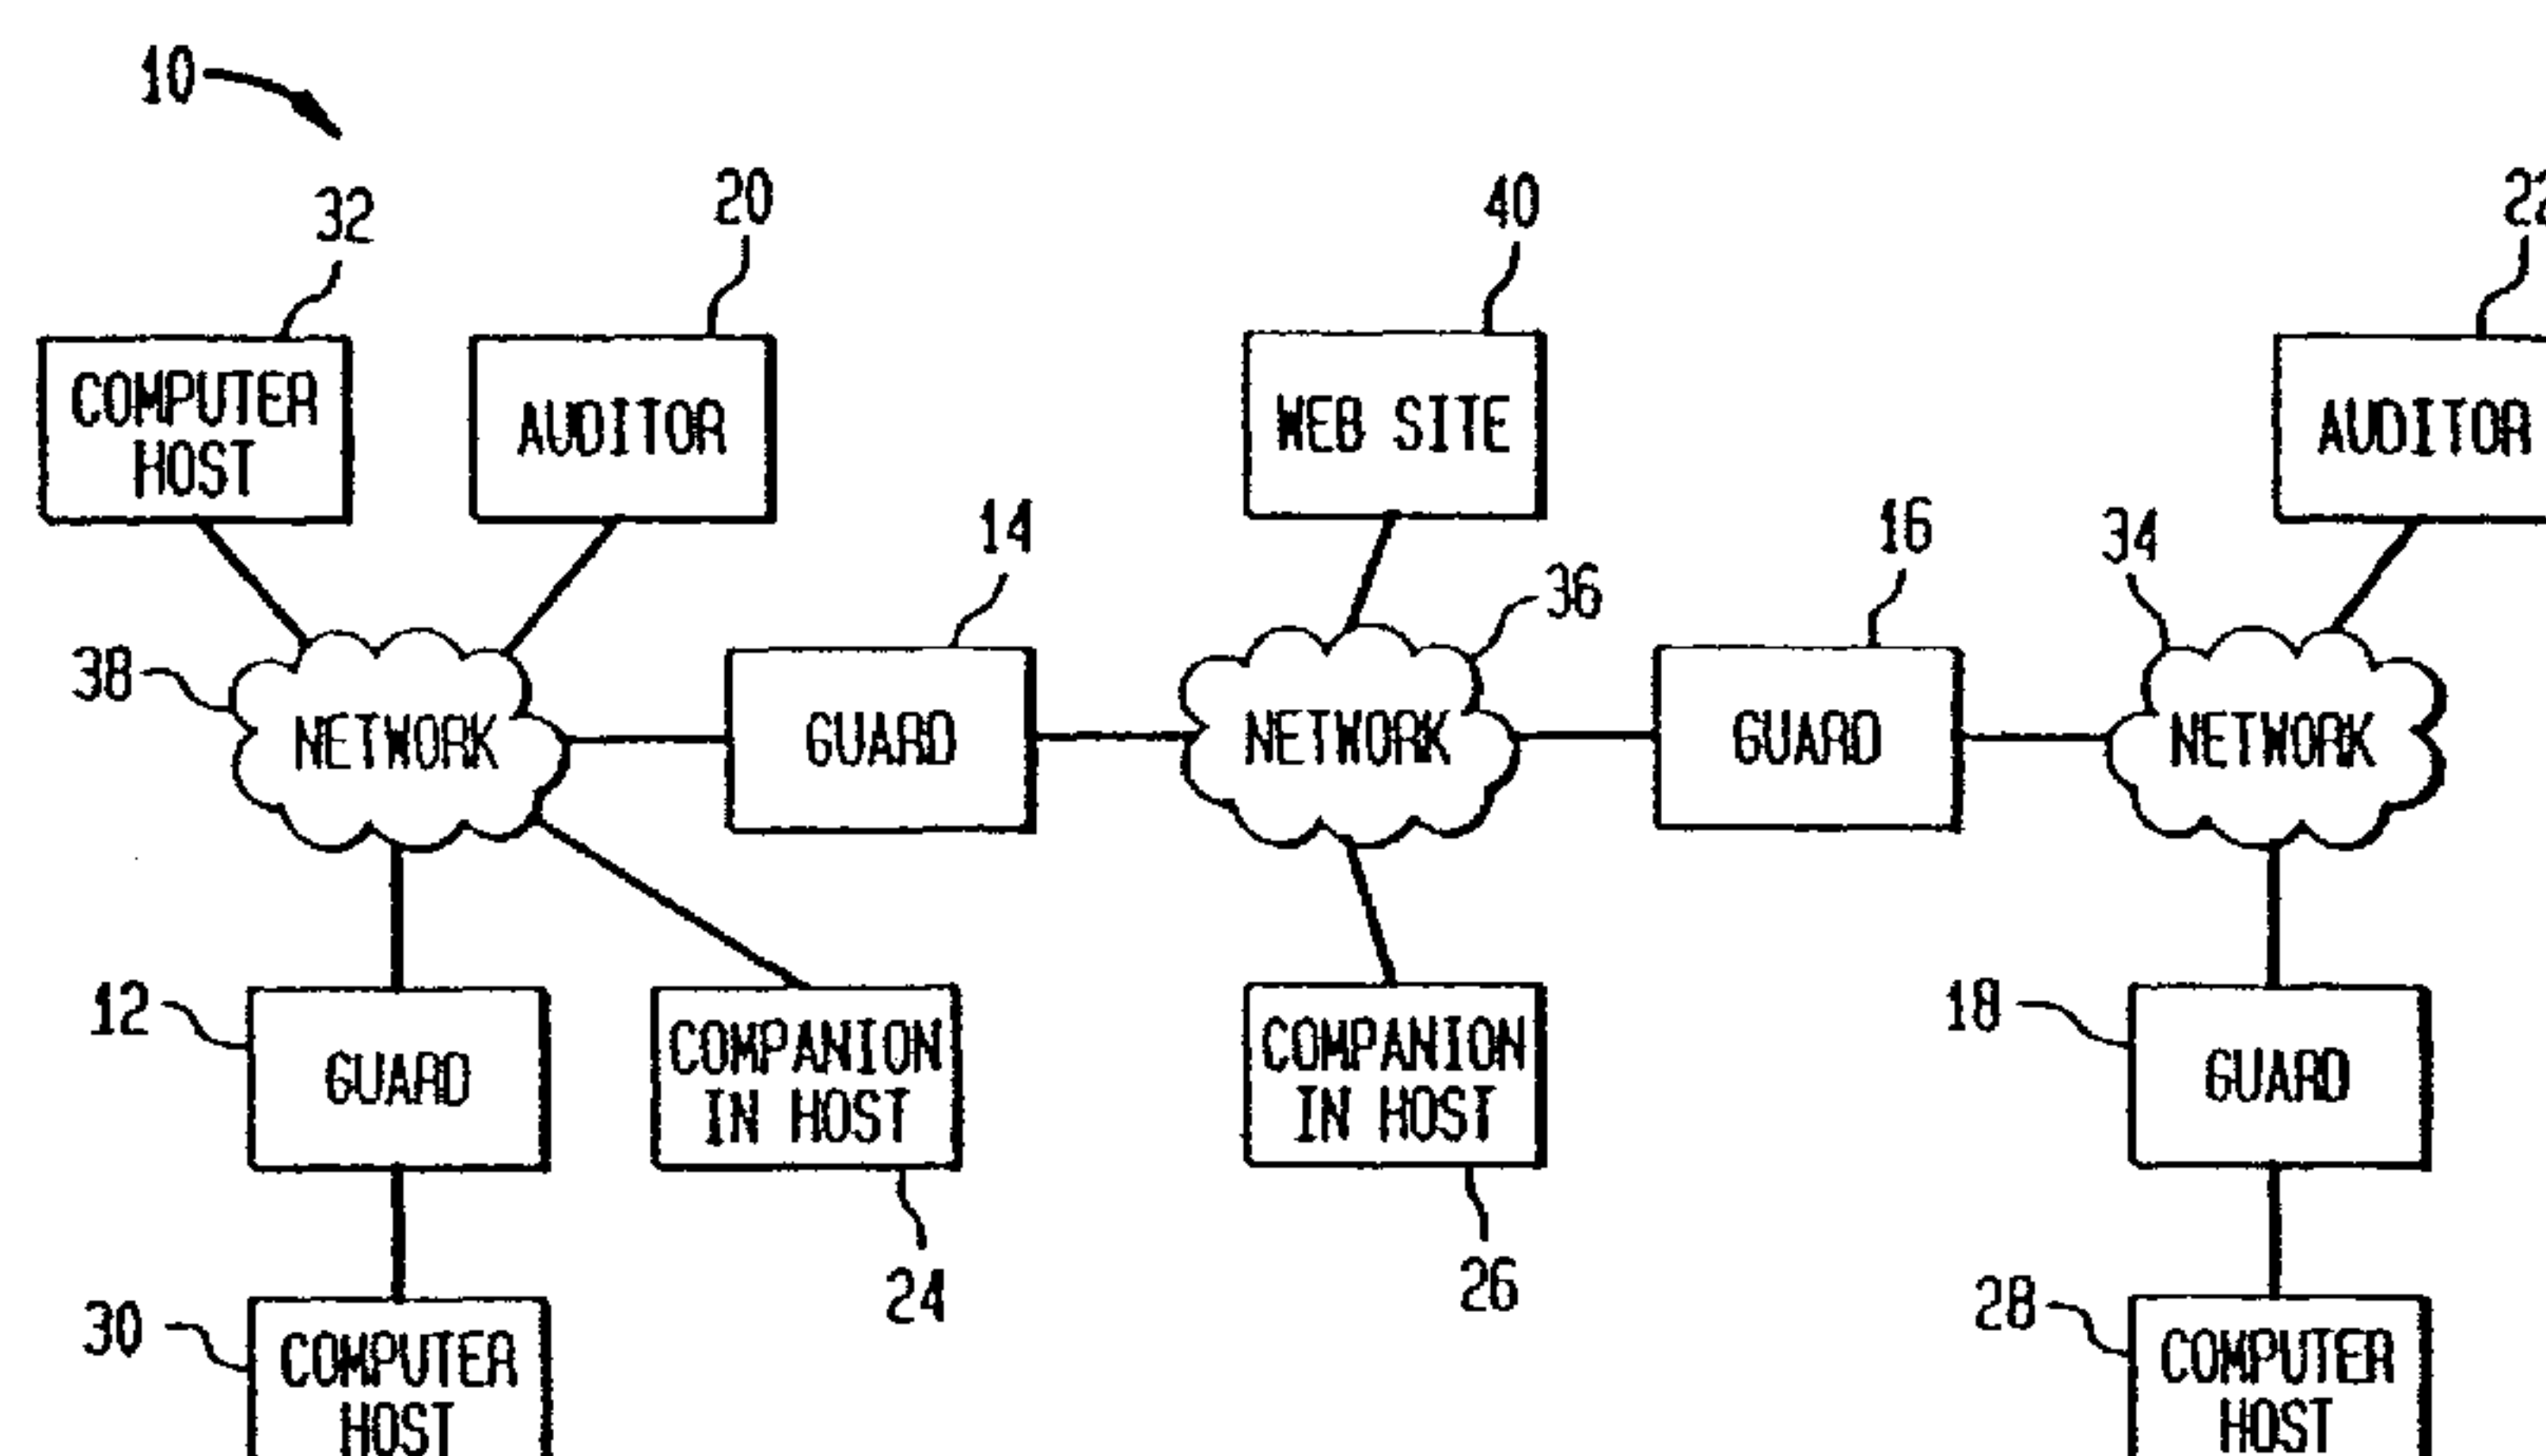 10
32
20
40
22
COMPUTER
HOST
AUDITOR
WEB SITE
AUDITOR
14
16
34
36
38
NETWORK
GUARD
NETWORK
GUARD
NETWORK
12
GUARD
COMPANION
IN HOST
COMPANION
IN HOST
18
GUARD
24
26
30
COMPUTER
HOST
28
COMPUTER
HOST